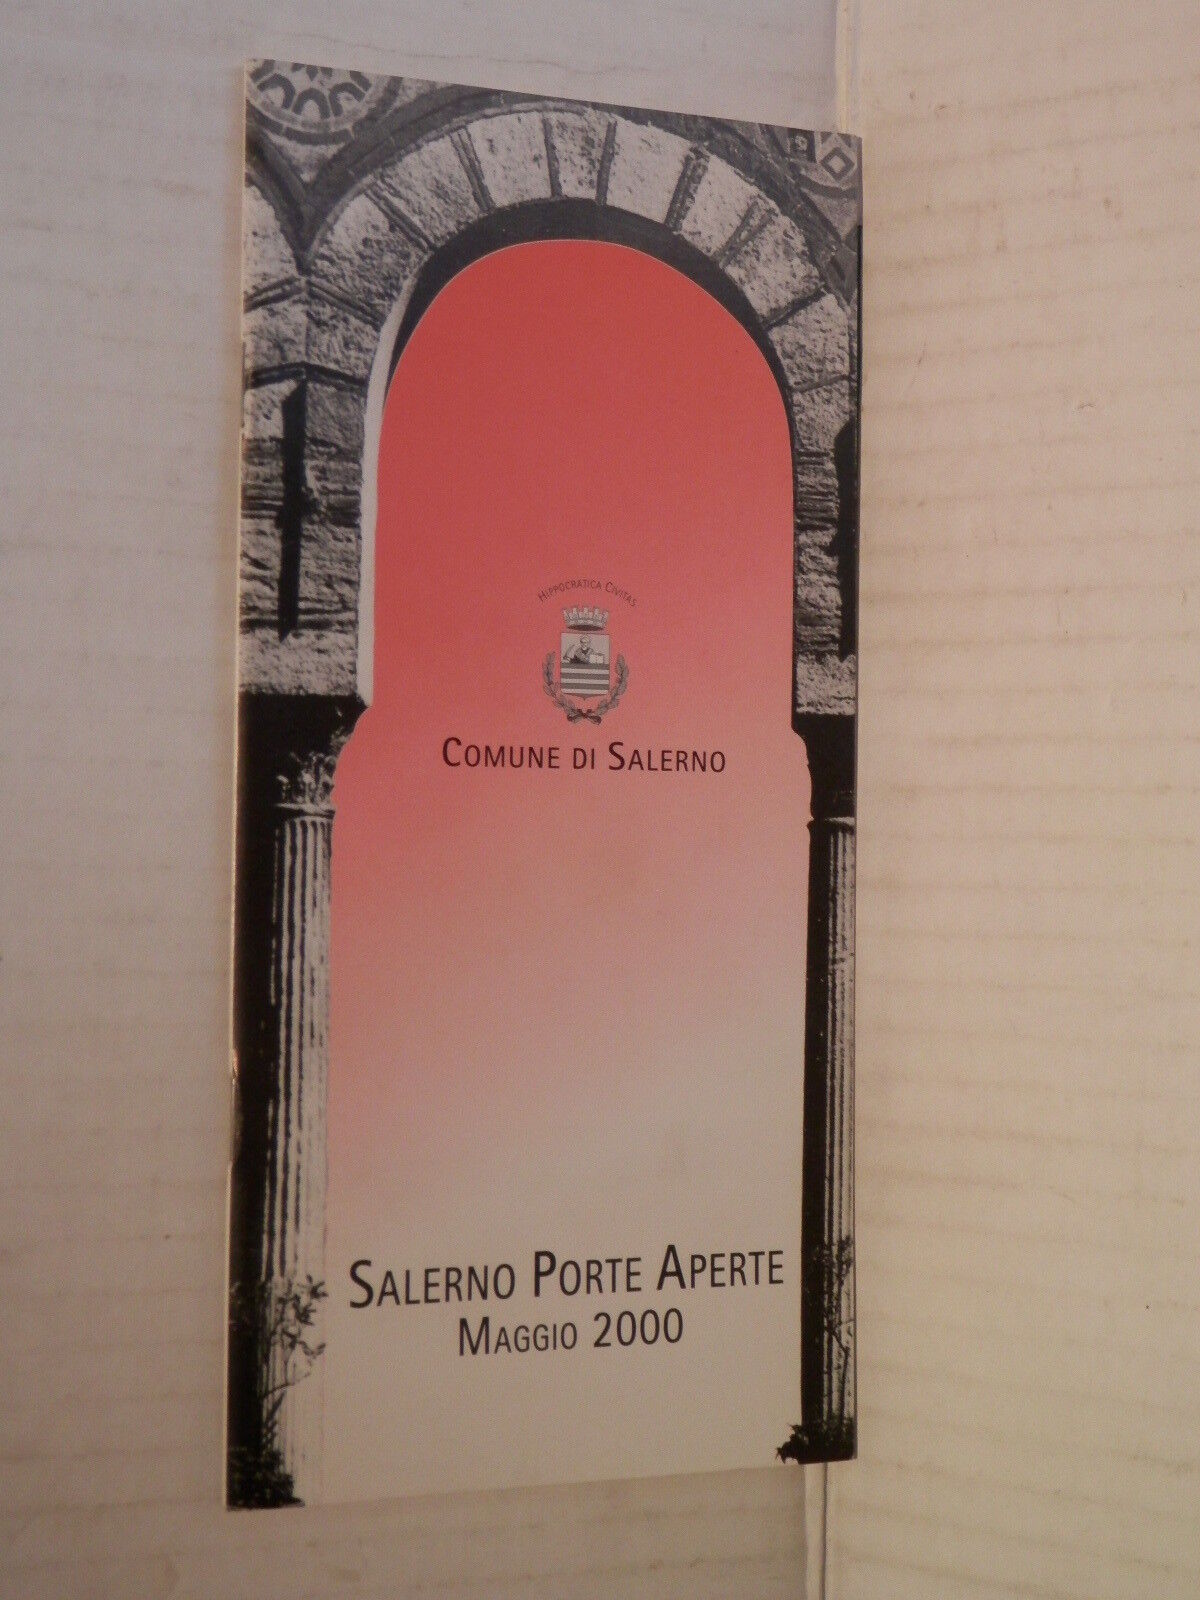 Hippocratica Civitas
Comune di Salerno
Salerno Porte Aperte
Maggio 2000